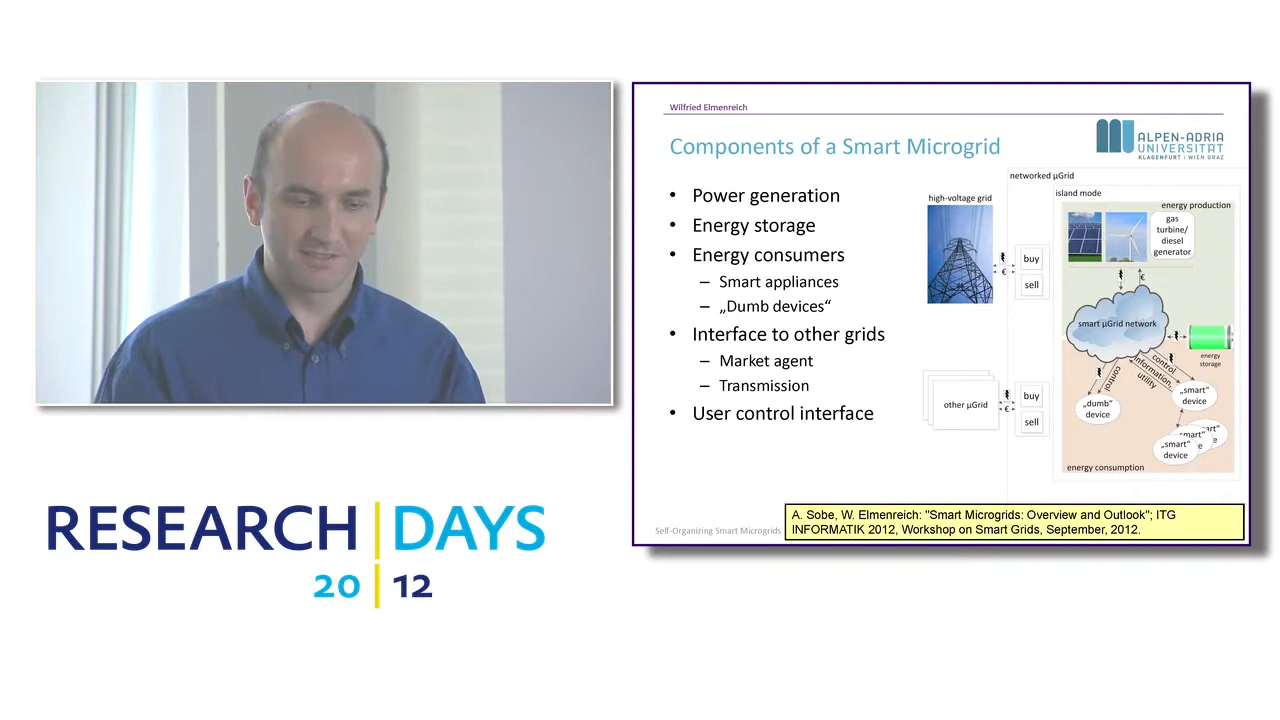 Wilfried Elmenreich
Components of a Smart Microgrid
ALPEN-ADRIA
UNIVERSITÄT
KLAGENFURT | WIEN GRAZ
• Power generation
• Energy storage
• Energy consumers
– Smart appliances
– „Dumb devices“
• Interface to other grids
– Market agent
– Transmission
• User control interface
networked µGrid
island mode
high-voltage grid
energy production
gas
turbine/
diesel
generator
€
buy
sell
€
smart µGrid network
energy
storage
control
control
information,
utility
„dumb“
device
„smart“
device
other µGrid
€
buy
sell
„smart“
device
energy consumption
Self-Organizing Smart Microgrids
A. Sobe, W. Elmenreich: "Smart Microgrids: Overview and Outlook"; ITG
INFORMATIK 2012, Workshop on Smart Grids, September, 2012.
RESEARCH | DAYS
20 | 12